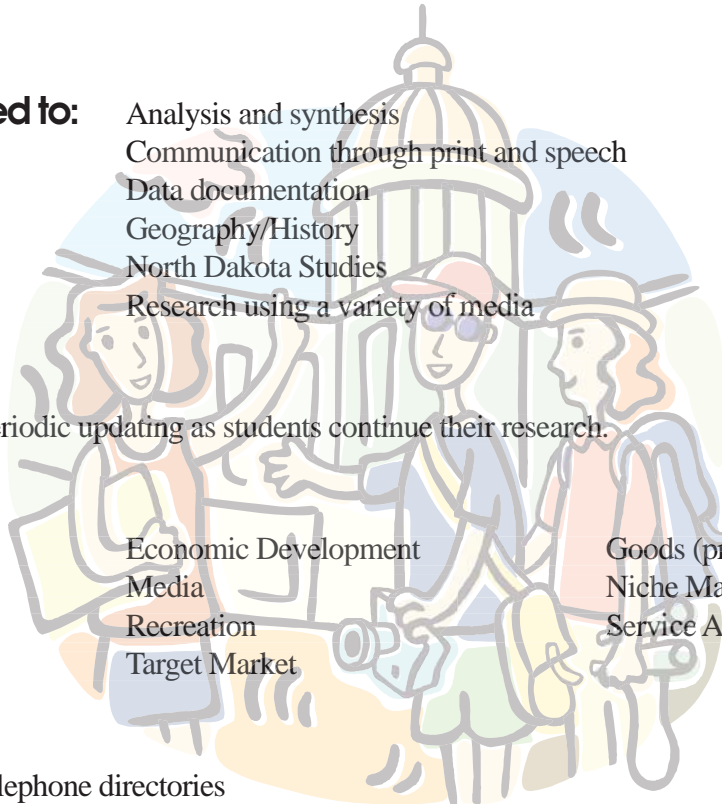 ed to: Analysis and synthesis
Communication through print and speech
Data documentation
Geography/History
North Dakota Studies
Research using a variety of media
eriodic updating as students continue their research.
Economic Development Goods (pr
Media Niche Ma
Recreation Service A
Target Market
lephone directories